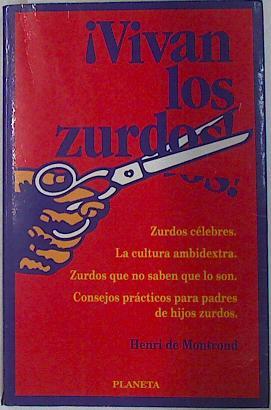 ¡Vivan
los
zurdos!
Zurdos célebres.
La cultura ambidextra.
Zurdos que no saben que lo son.
Consejos prácticos para padres
de hijos zurdos.
Henri de Montrond
PLANETA